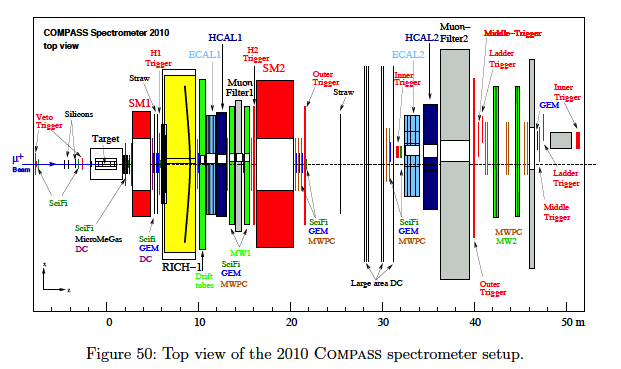 COMPASS Spectrometer 2010
top view
Veto
Trigger
Silicons
Target
μ+
Beam
SciFi
SciFi
MicroMeGas
DC
SM1
Straw
H1
Trigger
SciFi
GEM
DC
RICH-1
ECAL1
HCAL1
Drift
tubes
Muon
Filter1
MW1
SciFi
GEM
MWPC
H2
Trigger
SM2
Outer
Trigger
Straw
SciFi
GEM
MWPC
Large area DC
Inner
Trigger
ECAL2
HCAL2
SciFi
GEM
MWPC
Muon-
Filter2
Middle-Trigger
Ladder
Trigger
Outer
Trigger
MWPC
MW2
GEM
Inner
Trigger
Ladder
Trigger
Middle
Trigger
x
z
0 10 20 30 40 50 m
Figure 50: Top view of the 2010 COMPASS spectrometer setup.